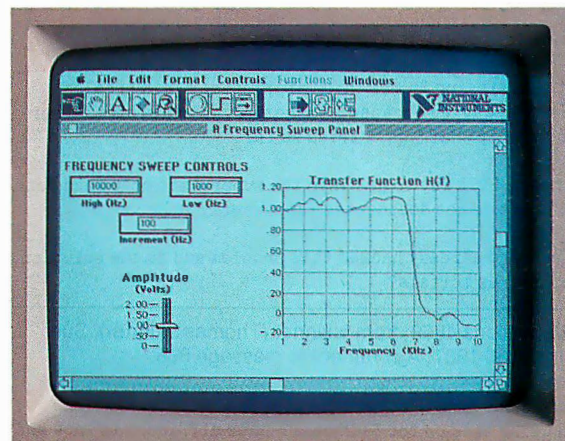 File Edit Format Controls Functions Windows
A
NATIONAL
INSTRUMENTS
A Frequency Sweep Panel
FREQUENCY SWEEP CONTROLS
10000
High (Hz)
1000
Low (Hz)
100
Increment (Hz)
Amplitude
(Volts)
2.00
1.50
1.00
.50
0
Transfer Function H(f)
1.20
1.00
.80
.60
.40
.20
0
-.20
1 2 3 4 5 6 7 8 9 10
Frequency (KHz)